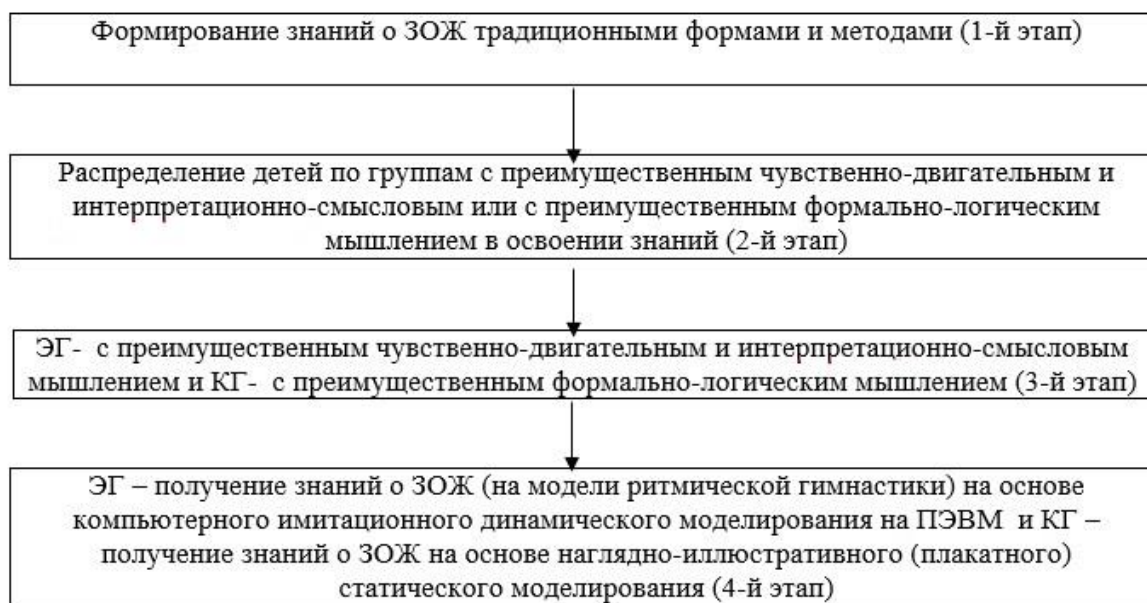 Формирование знаний о ЗОЖ традиционными формами и методами (1-й этап)
Распределение детей по группам с преимущественным чувственно-двигательным и
интерпретационно-смысловым или с преимущественным формально-логическим
мышлением в освоении знаний (2-й этап)
ЭГ- с преимущественным чувственно-двигательным и интерпретационно-смысловым
мышлением и КГ- с преимущественным формально-логическим мышлением (3-й этап)
ЭГ – получение знаний о ЗОЖ (на модели ритмической гимнастики) на основе
компьютерного имитационного динамического моделирования на ПЭВМ и КГ –
получение знаний о ЗОЖ на основе наглядно-иллюстративного (плакатного)
статического моделирования (4-й этап)